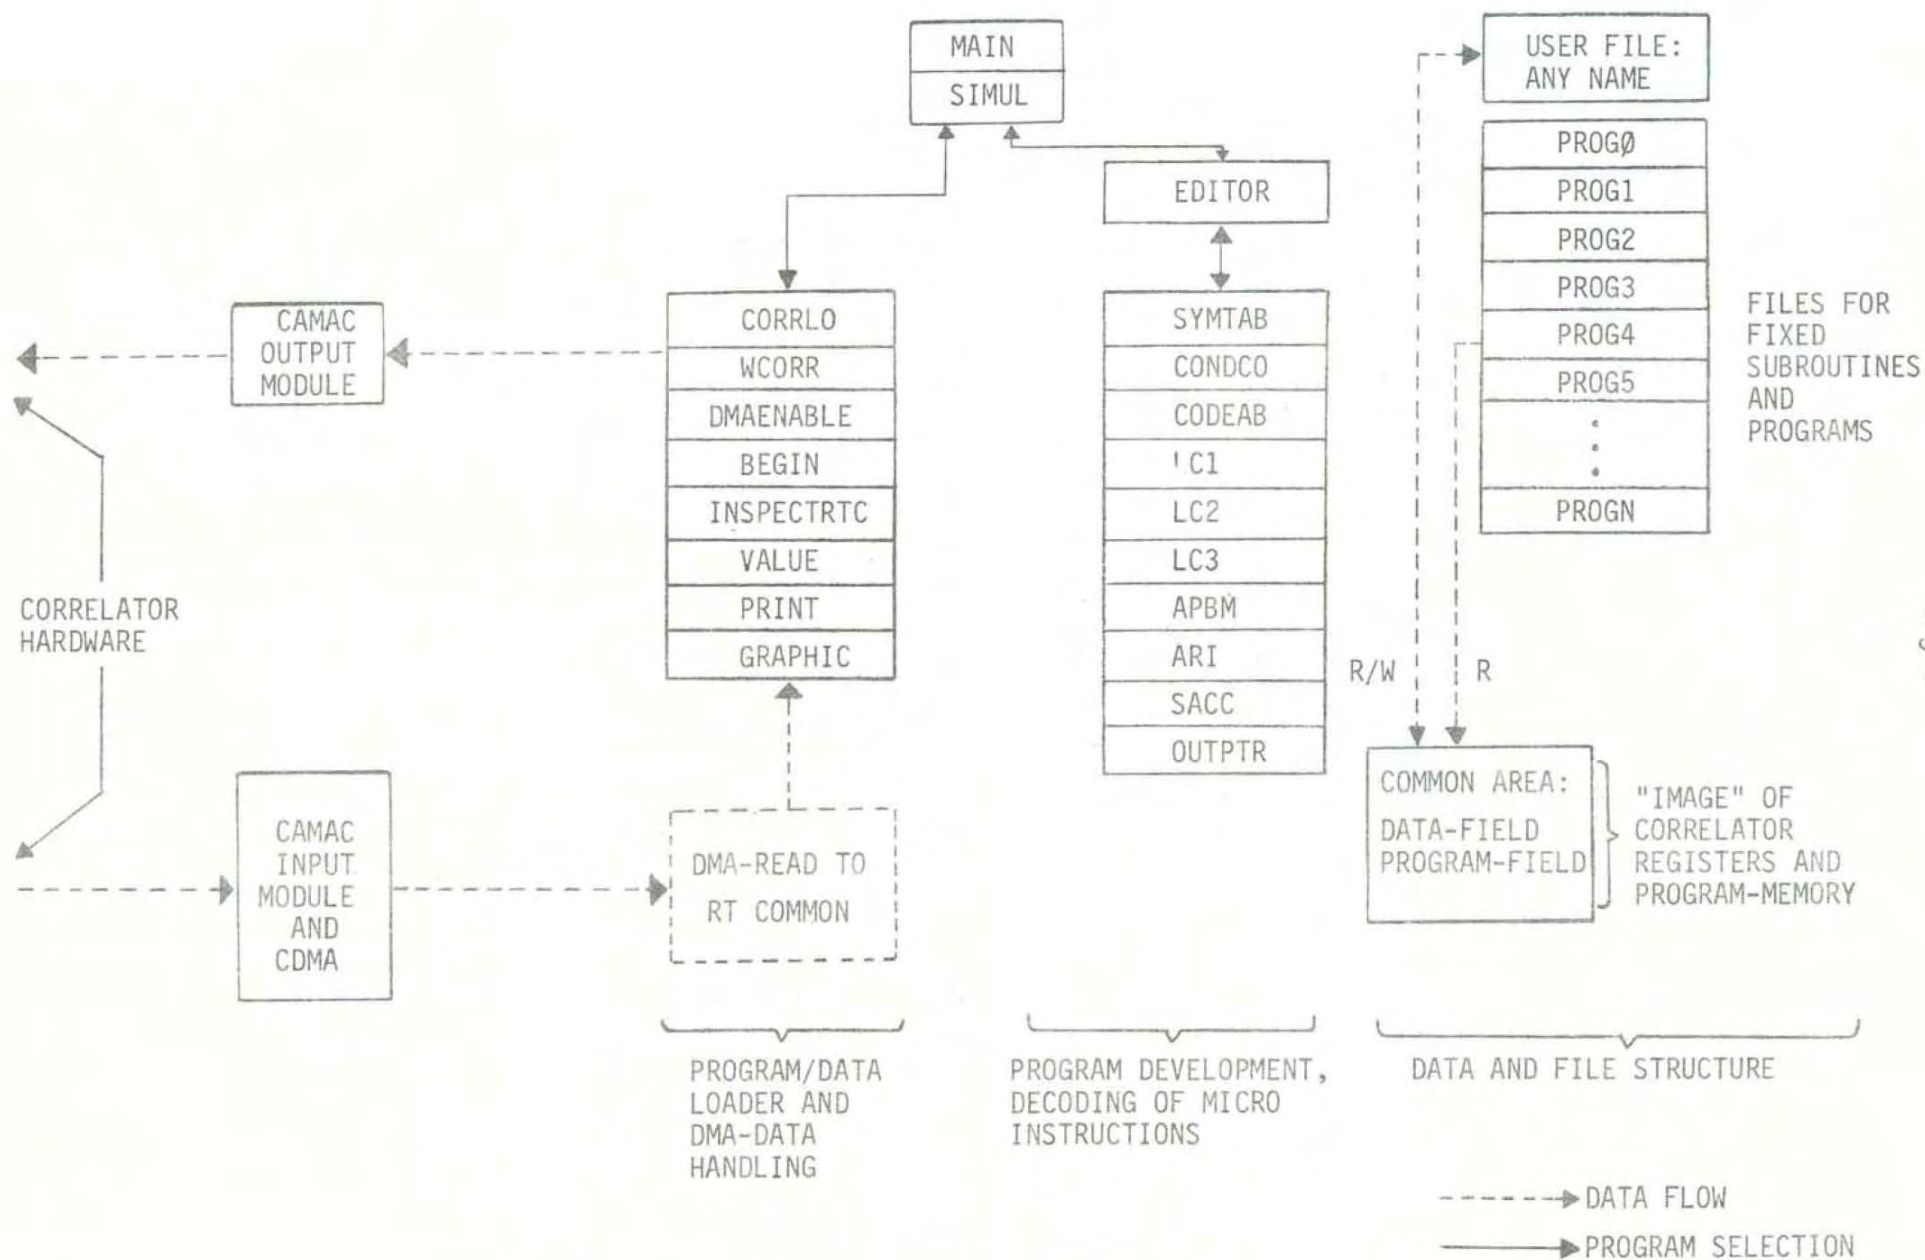 MAIN
SIMUL
USER FILE:
ANY NAME
PROGØ
PROG1
PROG2
PROG3
PROG4
PROG5
PROGN
FILES FOR
FIXED
SUBROUTINES
AND
PROGRAMS
EDITOR
SYMTAB
CONDCO
CODEAB
LC1
LC2
LC3
APBM
ARI
SACC
OUTPTR
CORRLO
WCORR
DMAENABLE
BEGIN
INSPECTRTC
VALUE
PRINT
GRAPHIC
CAMAC
OUTPUT
MODULE
CORRELATOR
HARDWARE
CAMAC
INPUT
MODULE
AND
CDMA
DMA-READ TO
RT COMMON
R/W
R
COMMON AREA:
DATA-FIELD
PROGRAM-FIELD
"IMAGE" OF
CORRELATOR
REGISTERS AND
PROGRAM-MEMORY
PROGRAM/DATA
LOADER AND
DMA-DATA
HANDLING
PROGRAM DEVELOPMENT,
DECODING OF MICRO
INSTRUCTIONS
DATA AND FILE STRUCTURE
DATA FLOW
PROGRAM SELECTION